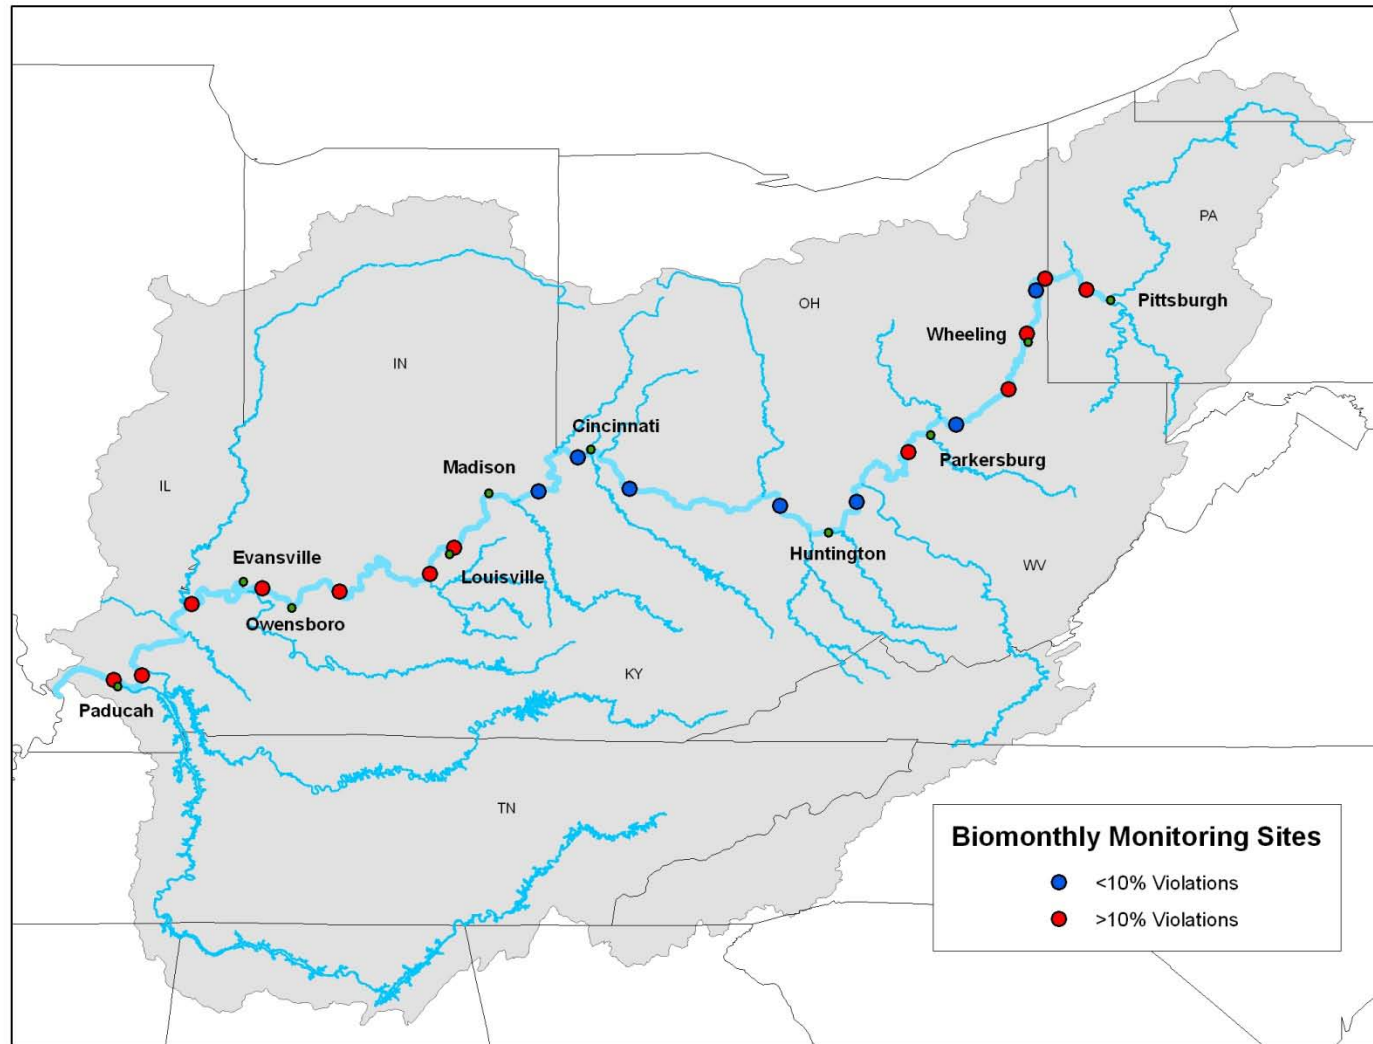 PA
OH
Pittsburgh
Wheeling
IN
Cincinnati
Parkersburg
Madison
IL
Huntington
Evansville
WV
Louisville
Owensboro
KY
Paducah
TN
Biomonthly Monitoring Sites
<10% Violations
>10% Violations